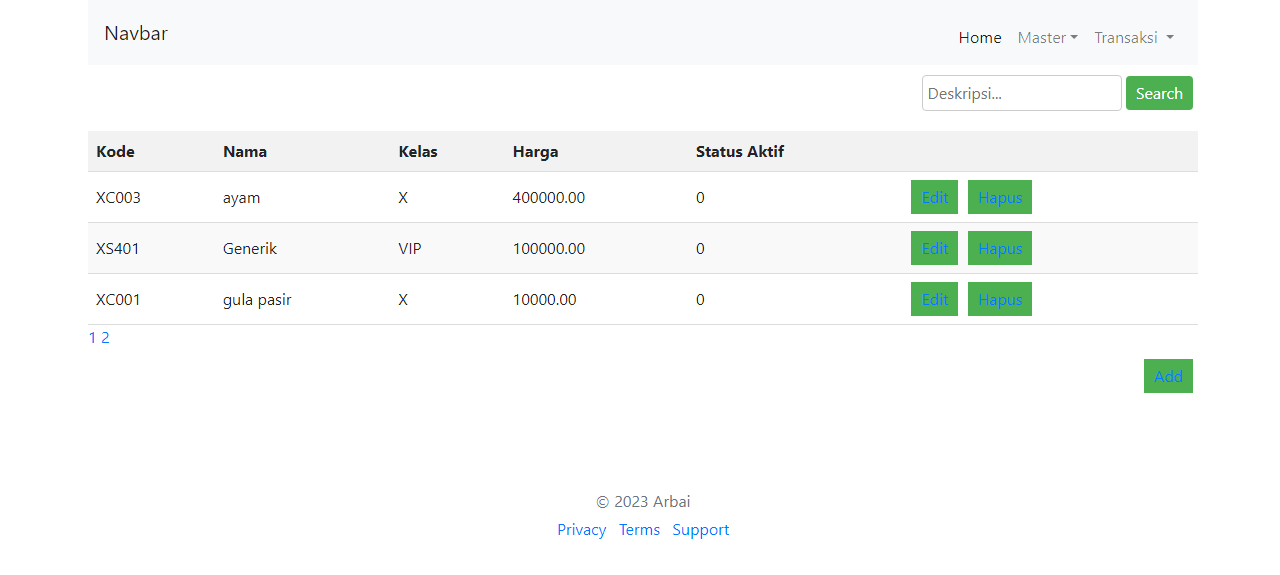 Navbar Home Master Transaksi
Deskripsi... Search
Kode Nama Kelas Harga Status Aktif
XC003 ayam X 400000.00 0 Edit Hapus
XS401 Generik VIP 100000.00 0 Edit Hapus
XC001 gula pasir X 10000.00 0 Edit Hapus
1 2
Add
© 2023 Arbai
Privacy Terms Support